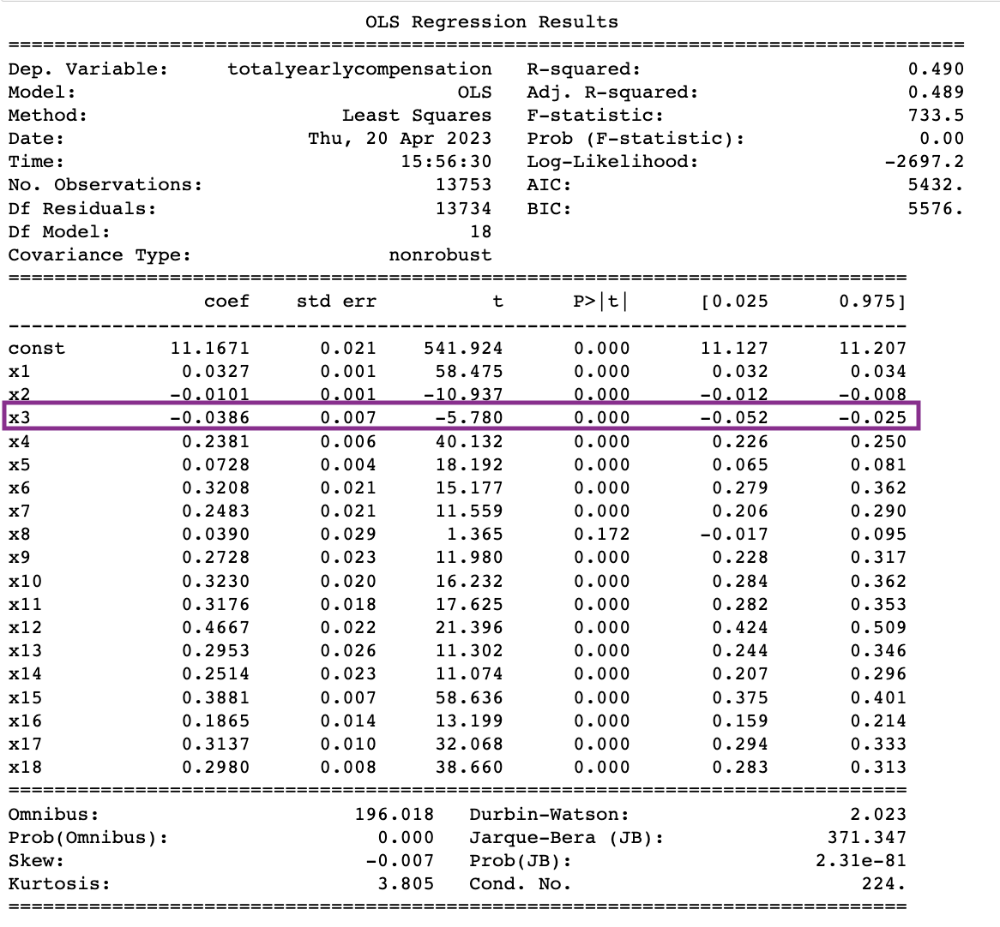 OLS Regression Results
==============================================================================
Dep. Variable: totalyearlycompensation R-squared: 0.490
Model: OLS Adj. R-squared: 0.489
Method: Least Squares F-statistic: 733.5
Date: Thu, 20 Apr 2023 Prob (F-statistic): 0.00
Time: 15:56:30 Log-Likelihood: -2697.2
No. Observations: 13753 AIC: 5432.
Df Residuals: 13734 BIC: 5576.
Df Model: 18
Covariance Type: nonrobust
==============================================================================
coef std err t P>|t| [0.025 0.975]
------------------------------------------------------------------------------
const 11.1671 0.021 541.924 0.000 11.127 11.207
x1 0.0327 0.001 58.475 0.000 0.032 0.034
x2 -0.0101 0.001 -10.937 0.000 -0.012 -0.008
x3 -0.0386 0.007 -5.780 0.000 -0.052 -0.025
x4 0.2381 0.006 40.132 0.000 0.226 0.250
x5 0.0728 0.004 18.192 0.000 0.065 0.081
x6 0.3208 0.021 15.177 0.000 0.279 0.362
x7 0.2483 0.021 11.559 0.000 0.206 0.290
x8 0.0390 0.029 1.365 0.172 -0.017 0.095
x9 0.2728 0.023 11.980 0.000 0.228 0.317
x10 0.3230 0.020 16.232 0.000 0.284 0.362
x11 0.3176 0.018 17.625 0.000 0.282 0.353
x12 0.4667 0.022 21.396 0.000 0.424 0.509
x13 0.2953 0.026 11.302 0.000 0.244 0.346
x14 0.2514 0.023 11.074 0.000 0.207 0.296
x15 0.3881 0.007 58.636 0.000 0.375 0.401
x16 0.1865 0.014 13.199 0.000 0.159 0.214
x17 0.3137 0.010 32.068 0.000 0.294 0.333
x18 0.2980 0.008 38.660 0.000 0.283 0.313
==============================================================================
Omnibus: 196.018 Durbin-Watson: 2.023
Prob(Omnibus): 0.000 Jarque-Bera (JB): 371.347
Skew: -0.007 Prob(JB): 2.31e-81
Kurtosis: 3.805 Cond. No. 224.
==============================================================================